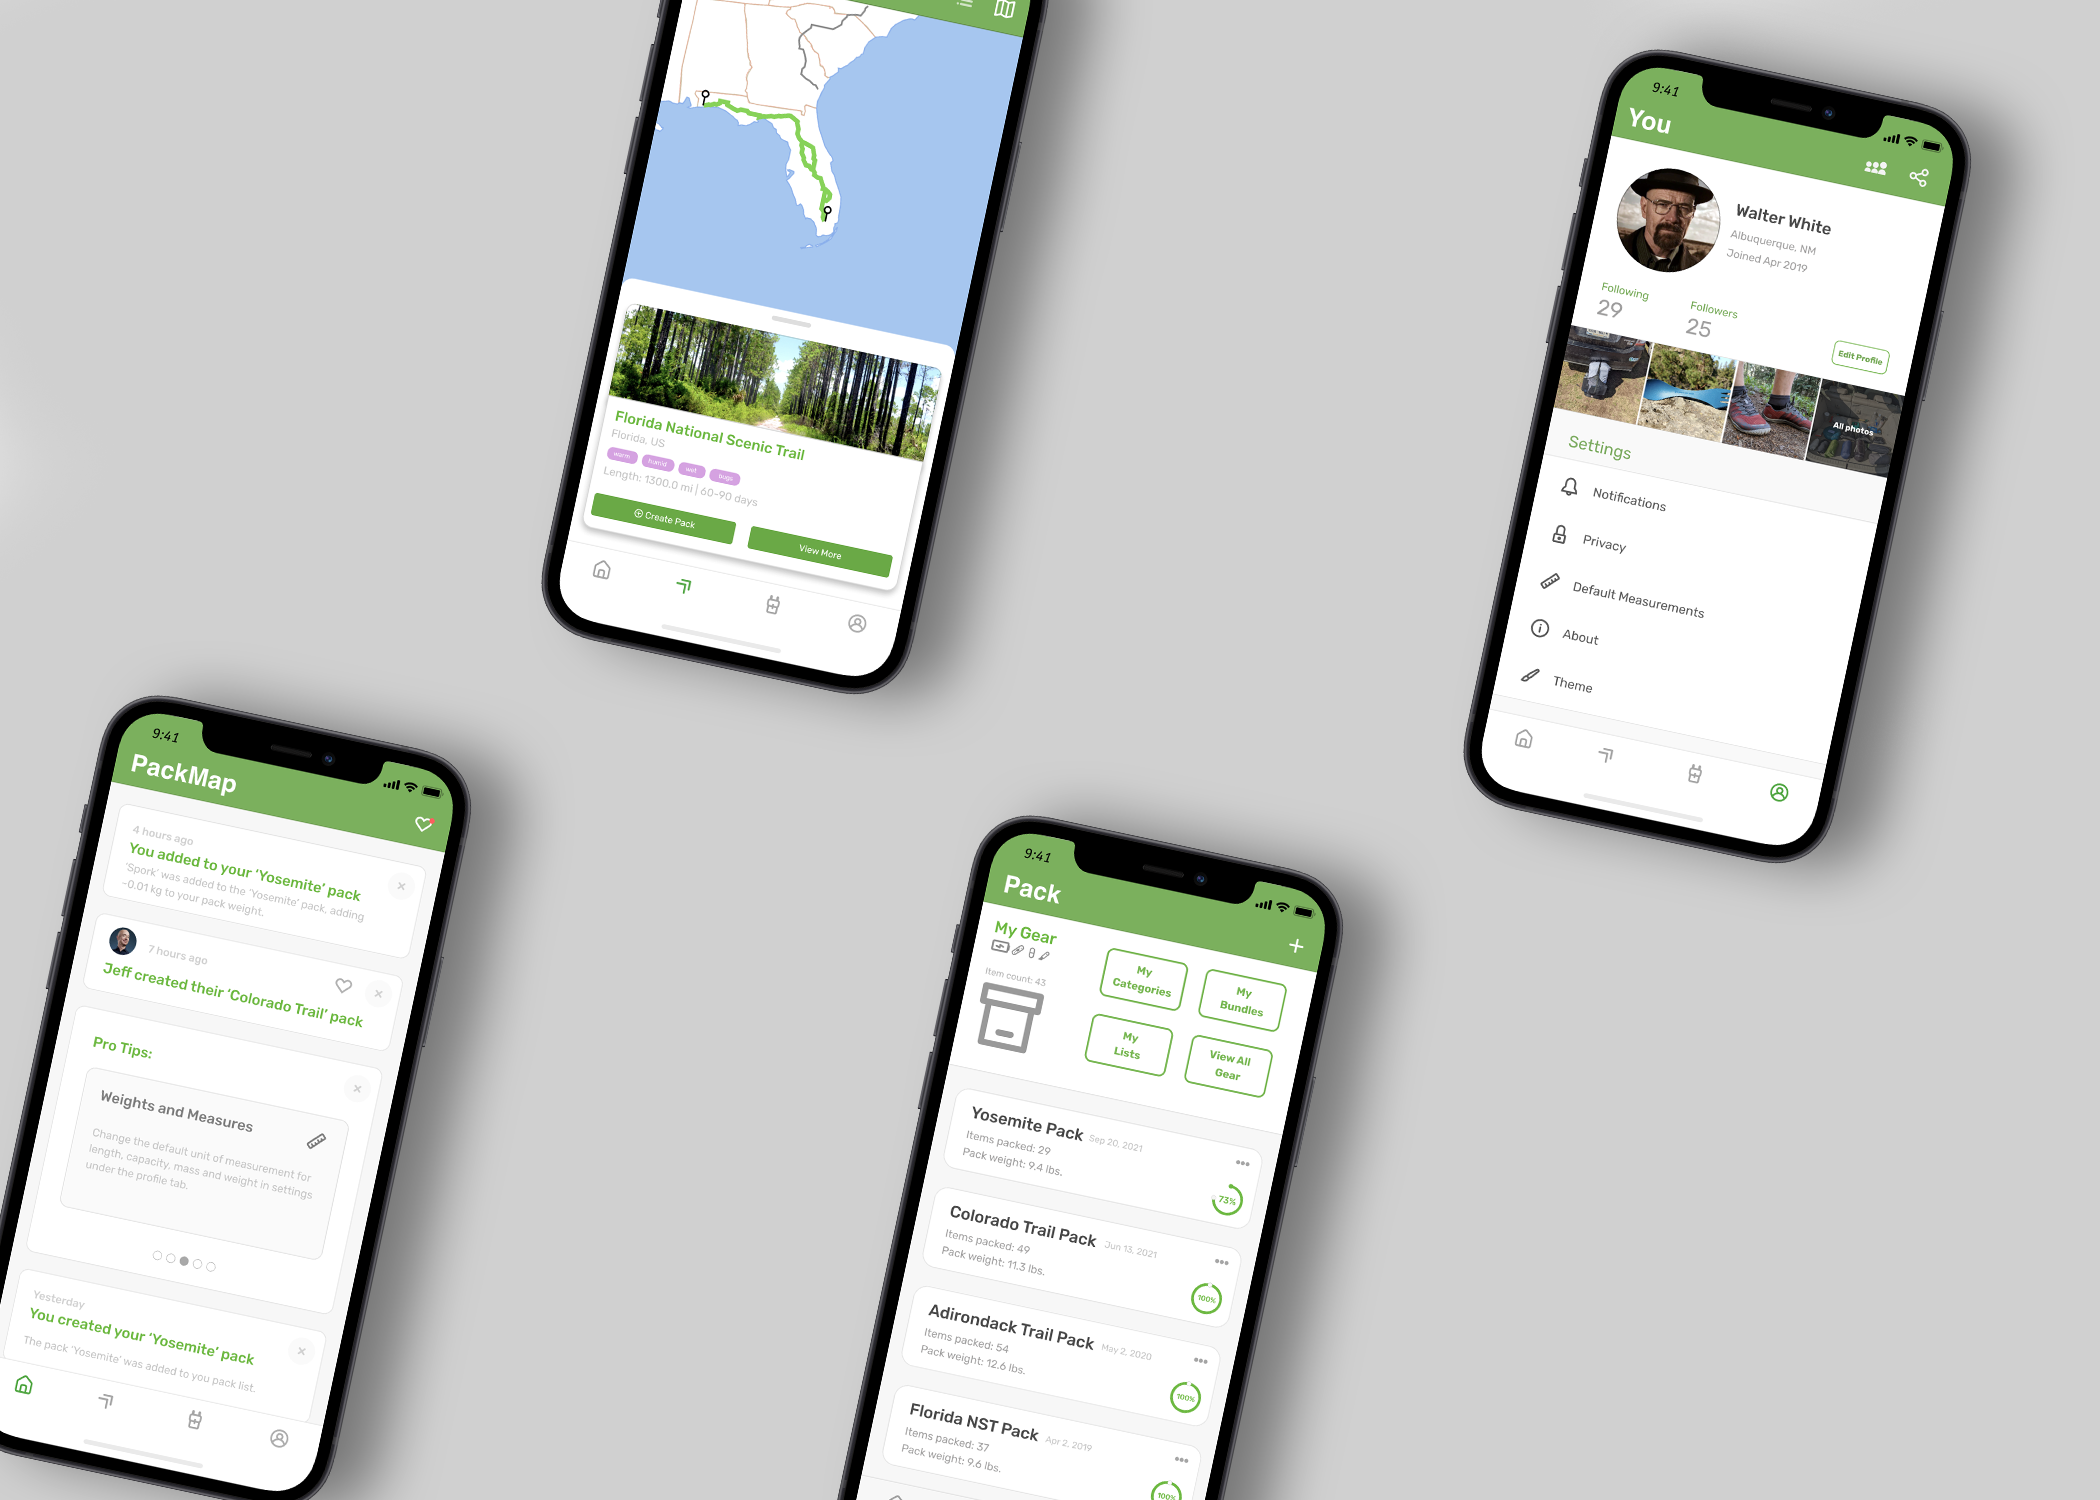 Florida National Scenic Trail
Florida, US
warm humid wet bugs
Length: 1300.0 mi | 60-90 days
Create Pack
View More
9:41
You
Walter White
Albuquerque, NM
Joined Apr 2019
Following
29
Followers
25
Edit Profile
All photos
Settings
Notifications
Privacy
Default Measurements
About
Theme
9:41
PackMap
4 hours ago
You added to your ‘Yosemite’ pack
‘Spork’ was added to the ‘Yosemite’ pack, adding
~0.01 kg to your pack weight.
7 hours ago
Jeff created their ‘Colorado Trail’ pack
Pro Tips:
Weights and Measures
Change the default unit of measurement for
length, capacity, mass and weight in settings
under the profile tab.
Yesterday
You created your ‘Yosemite’ pack
The pack ‘Yosemite’ was added to you pack list.
9:41
Pack
My Gear
Item count: 43
My
Categories
My
Bundles
My
Lists
View All
Gear
Yosemite Pack Sep 20, 2021
Items packed: 29
Pack weight: 9.4 lbs.
73%
Colorado Trail Pack Jun 13, 2021
Items packed: 49
Pack weight: 11.3 lbs.
100%
Adirondack Trail Pack May 2, 2020
Items packed: 54
Pack weight: 12.6 lbs.
100%
Florida NST Pack Apr 2, 2019
Items packed: 37
Pack weight: 9.6 lbs.
100%